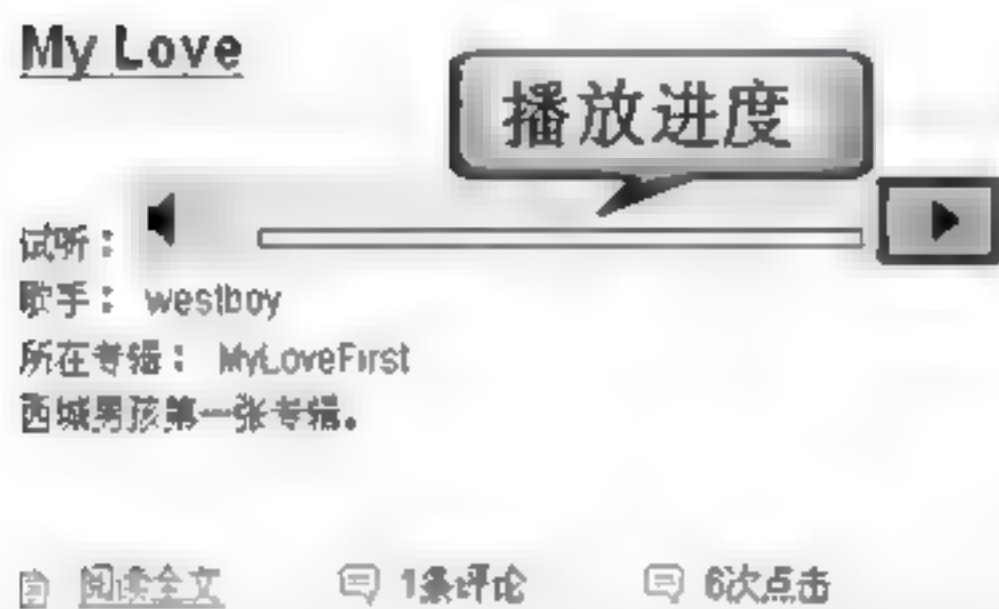 My Love
播放进度
试听：
歌手： westboy
所在专辑： MyLoveFirst
西城男孩第一张专辑。
阅读全文 1条评论 6次点击